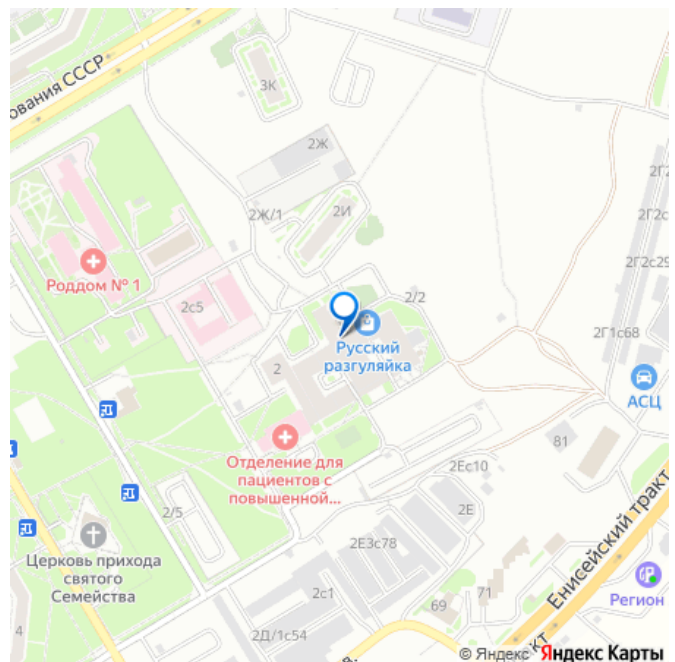 ования СССР
3К
2Ж
2Ж/1
2И
2Г2с
2Г2с29
Роддом № 1
2с5
2/2
2Г1с68
Русский
разгуляйка
2
АСЦ
81
Отделение для
пациентов с
повышенной...
2Ес10
2/5
2Е
Енисейский тракт
Церковь прихода
святого
Семейства
2Е3с78
2с1
71
69
Регион
4
2Д/1с54
кт
© Яндекс Яндекс Карты